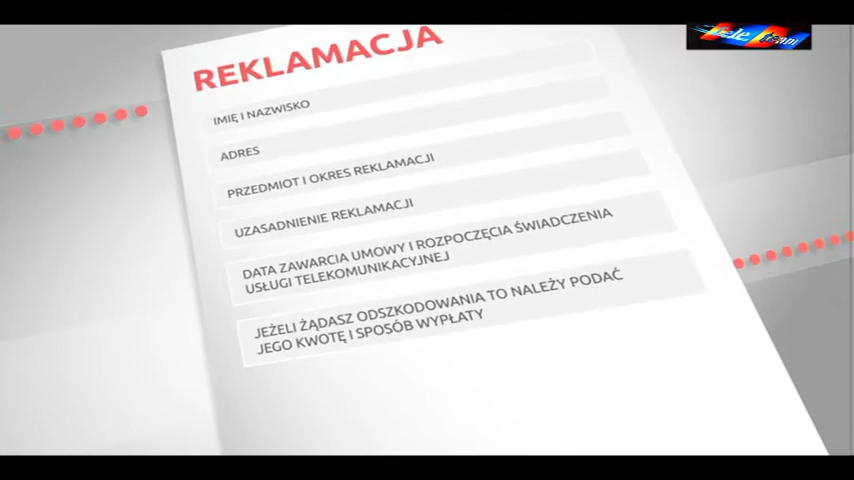 REKLAMACJA
IMIĘ I NAZWISKO
ADRES
PRZEDMIOT I OKRES REKLAMACJI
UZASADNIENIE REKLAMACJI
DATA ZAWARCIA UMOWY I ROZPOCZĘCIA ŚWIADCZENIA
USŁUGI TELEKOMUNIKACYJNEJ
JEŻELI ŻĄDASZ ODSZKODOWANIA TO NALEŻY PODAĆ
JEGO KWOTĘ I SPOSÓB WYPŁATY